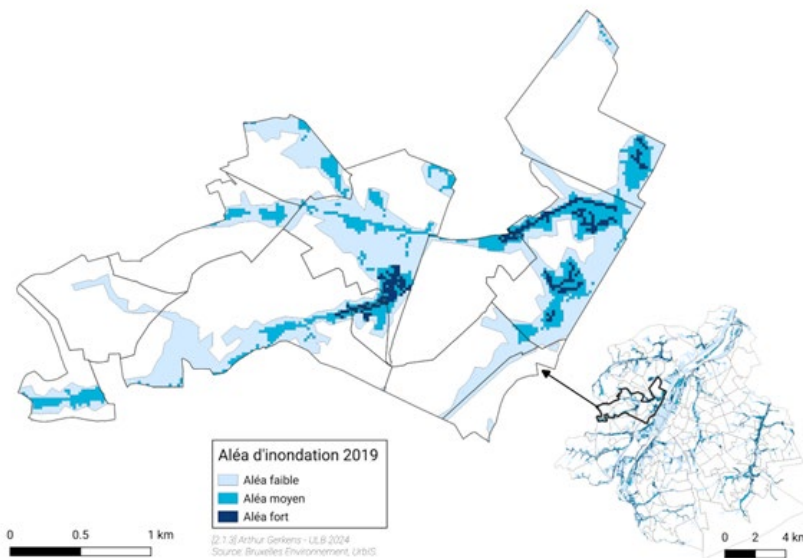 Aléa d'inondation 2019
Aléa faible
Aléa moyen
Aléa fort
0 0.5 1 km
[2.1.3] Arthur Gerkens - ULB 2024
Source: Bruxelles Environnement, UrbIS
0 2 4 km